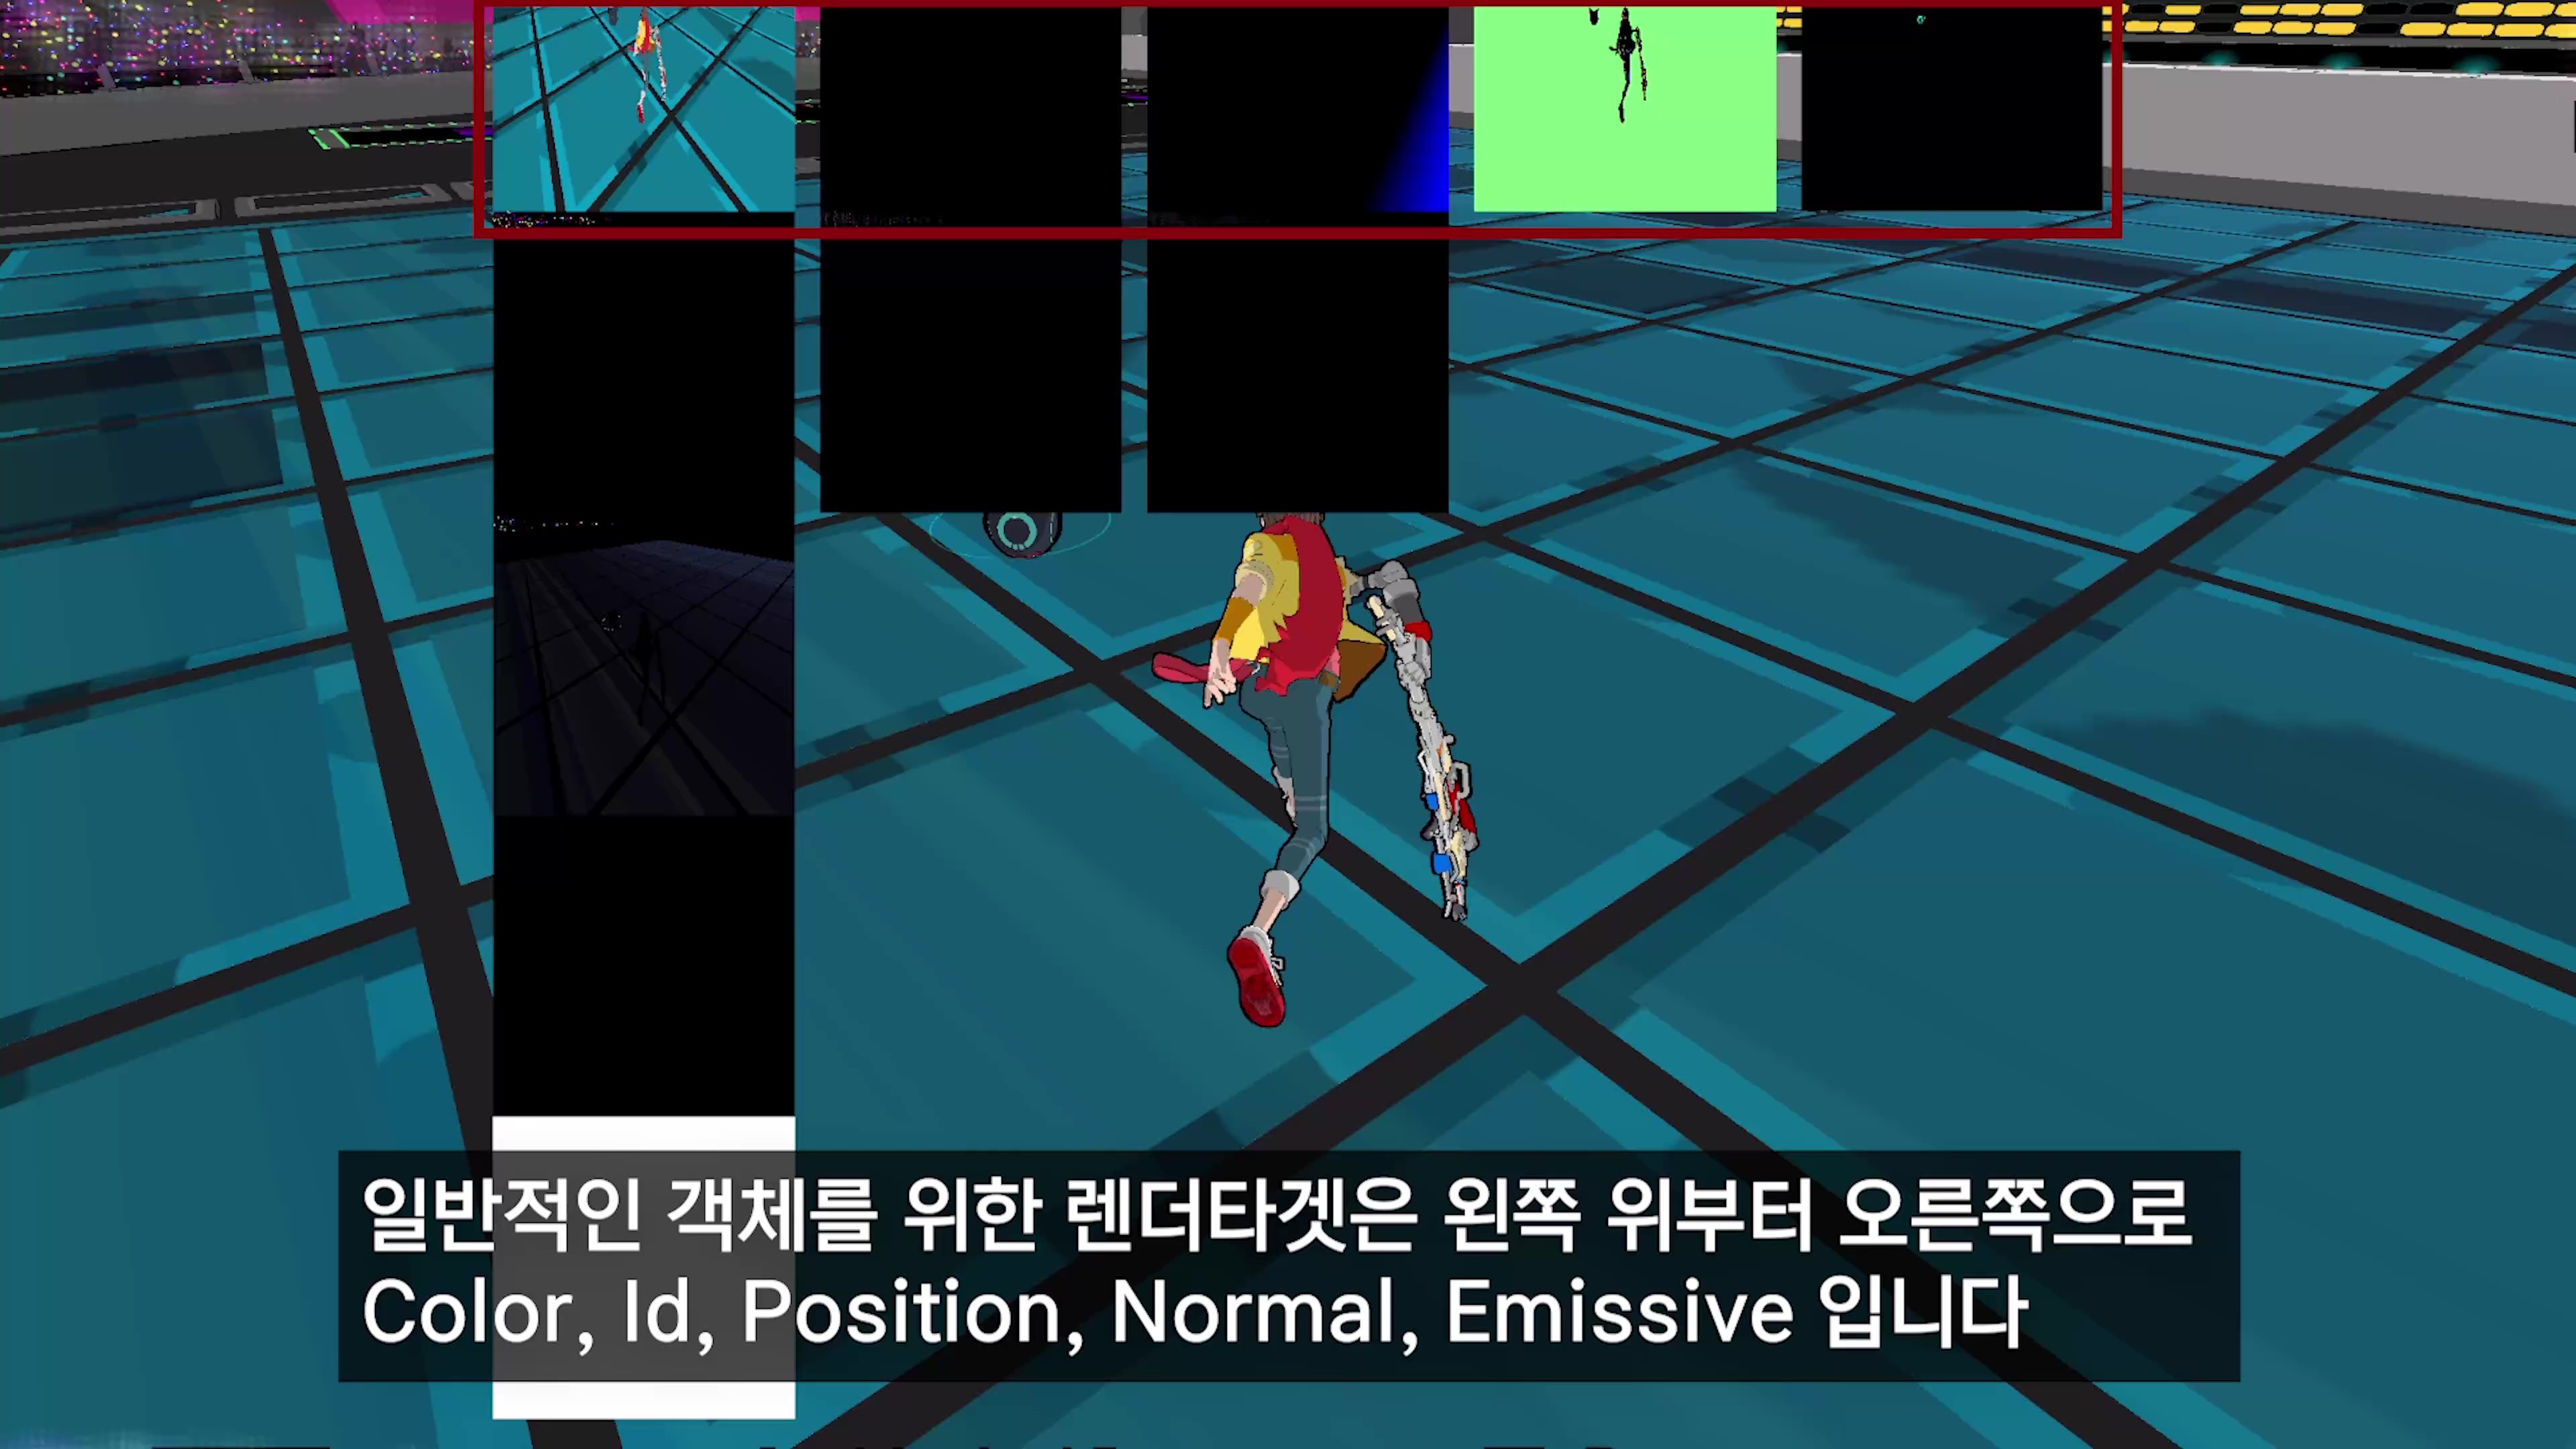 일반적인 객체를 위한 렌더타겟은 왼쪽 위부터 오른쪽으로
Color, Id, Position, Normal, Emissive 입니다